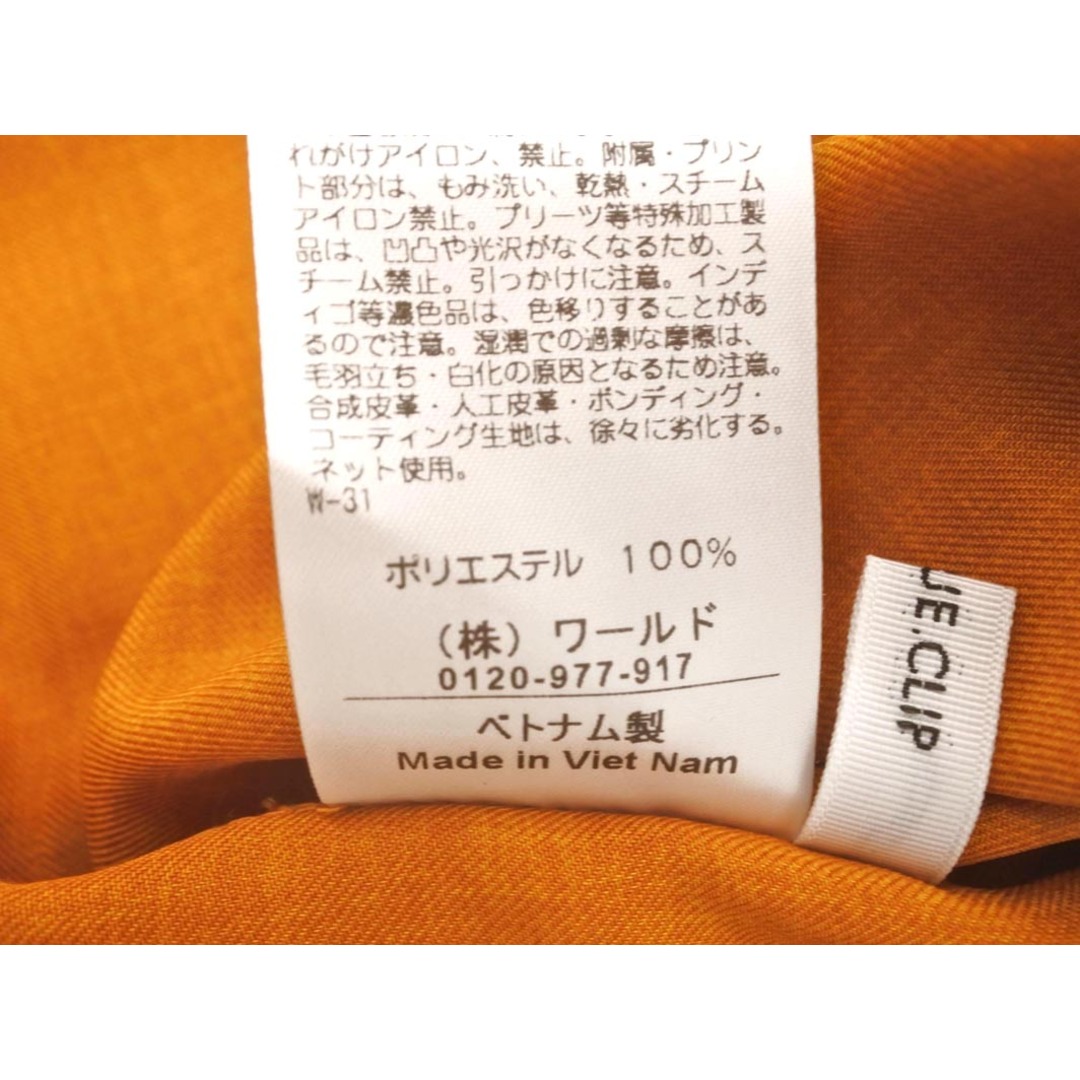 れがけアイロン、禁止。附属・プリン
ト部分は、もみ洗い、乾熱・スチーム
アイロン禁止。プリーツ等特殊加工製
品は、凹凸や光沢がなくなるため、ス
チーム禁止。引っかけに注意。インデ
ィゴ等濃色品は、色移りすることがあ
るので注意。湿潤での過剰な摩擦は、
毛羽立ち・白化の原因となるため注意。
合成皮革・人工皮革・ボンディング・
コーティング生地は、徐々に劣化する。
ネット使用。
W-31
ポリエステル 100%
(株) ワールド
0120-977-917
ベトナム製
Made in Viet Nam
UE.CLIP